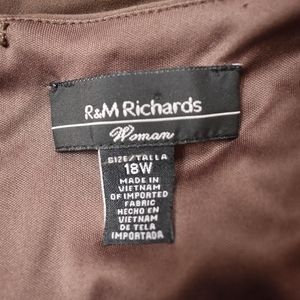 R&M Richards
Woman
SIZE/TALLA
18W
MADE IN
VIETNAM
OF IMPORTED
FABRIC
HECHO EN
VIETNAM
DE TELA
IMPORTADA